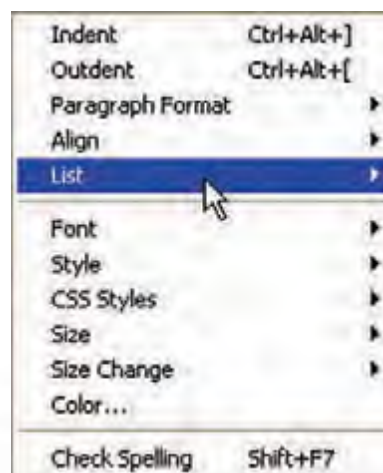 Indent Ctrl+Alt+]
Outdent Ctrl+Alt+[
Paragraph Format
Align
List
Font
Style
CSS Styles
Size
Size Change
Color...
Check Spelling Shift+F7